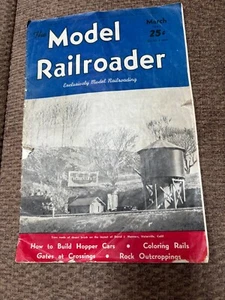 The
March
Model
25¢
Railroader
Exclusively Model Railroading
How to Build Hopper Cars • Coloring Rails
Gates at Crossings • Rock Outcroppings